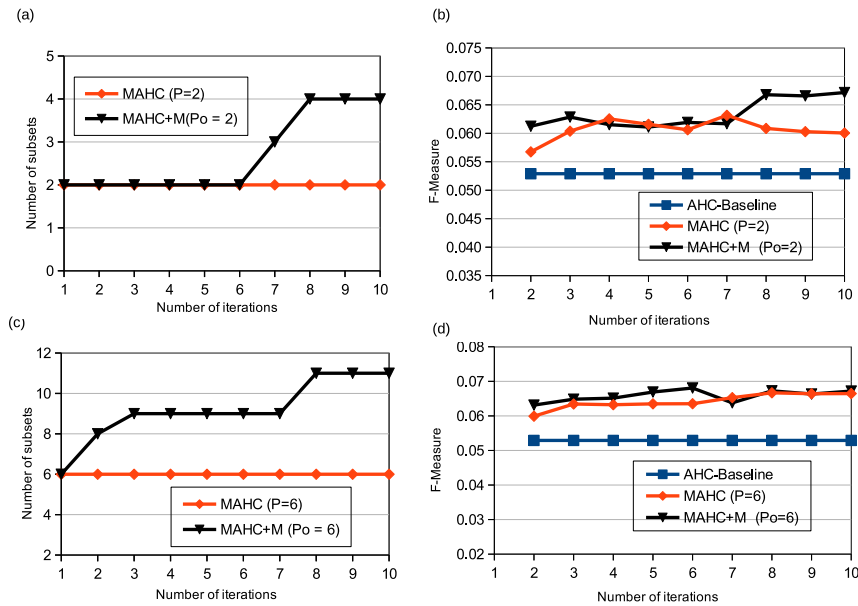 (a)
5
4
3
2
1
0
Number of subsets
MAHC (P=2)
MAHC+M(Po = 2)
1 2 3 4 5 6 7 8 9 10
Number of iterations
(b)
0.075
0.070
0.065
0.060
0.055
0.050
0.045
0.040
0.035
F-Measure
AHC-Baseline
MAHC (P=2)
MAHC+M (Po=2)
1 2 3 4 5 6 7 8 9 10
Number of iterations
(c)
12
10
8
6
4
2
Number of subsets
MAHC (P=6)
MAHC+M (Po = 6)
1 2 3 4 5 6 7 8 9 10
Number of iterations
(d)
0.08
0.07
0.06
0.05
0.04
0.03
0.02
F-Measure
AHC-Baseline
MAHC (P=6)
MAHC+M (Po=6)
1 2 3 4 5 6 7 8 9 10
Number of iterations